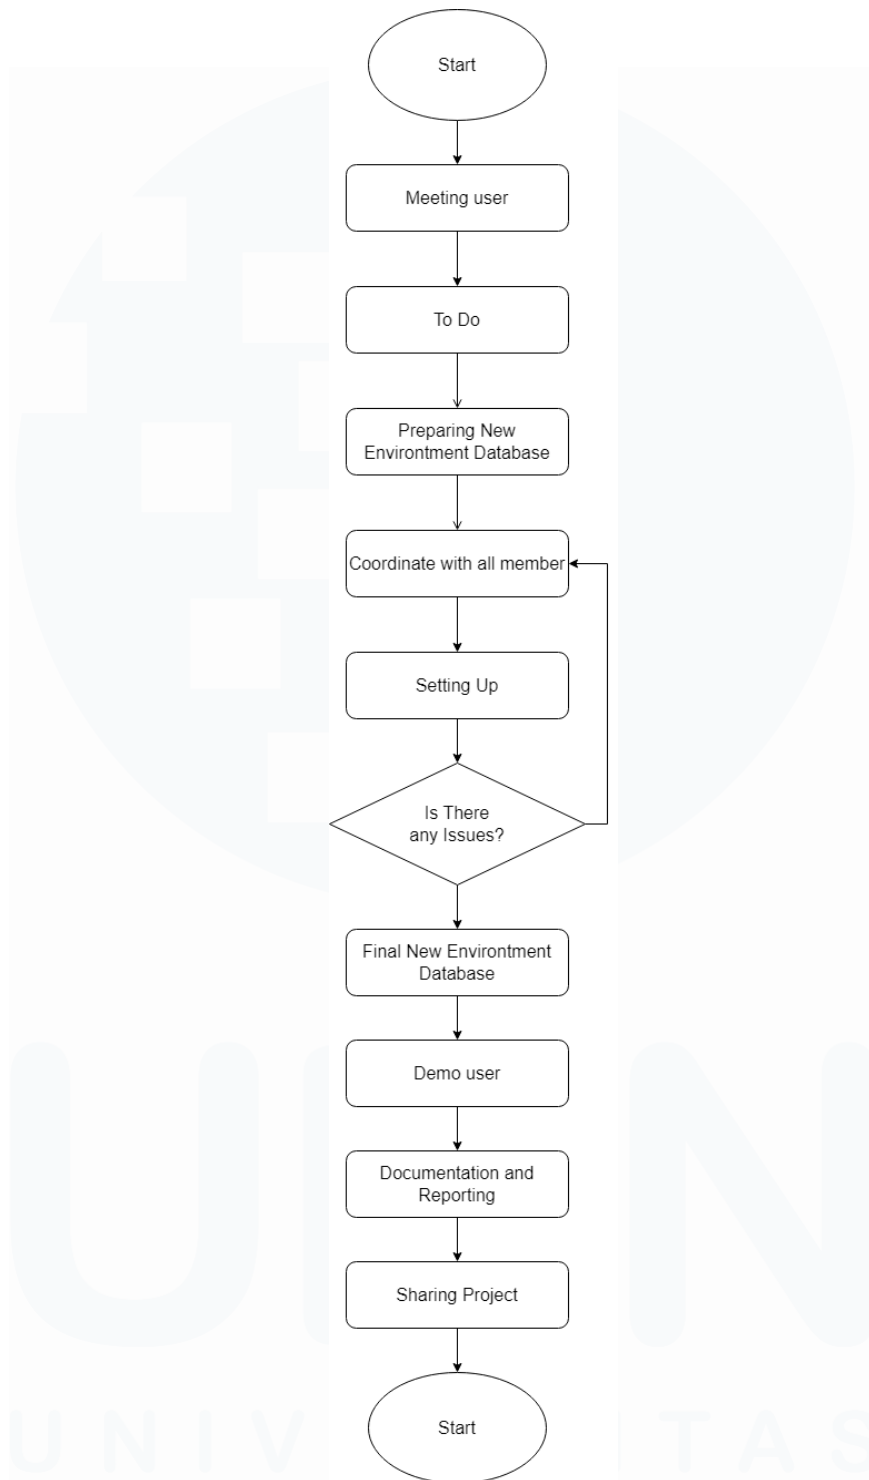 Start
Meeting user
To Do
Preparing New
Environtment Database
Coordinate with all member
Setting Up
Is There
any Issues?
Final New Environtment
Database
Demo user
Documentation and
Reporting
Sharing Project
Start